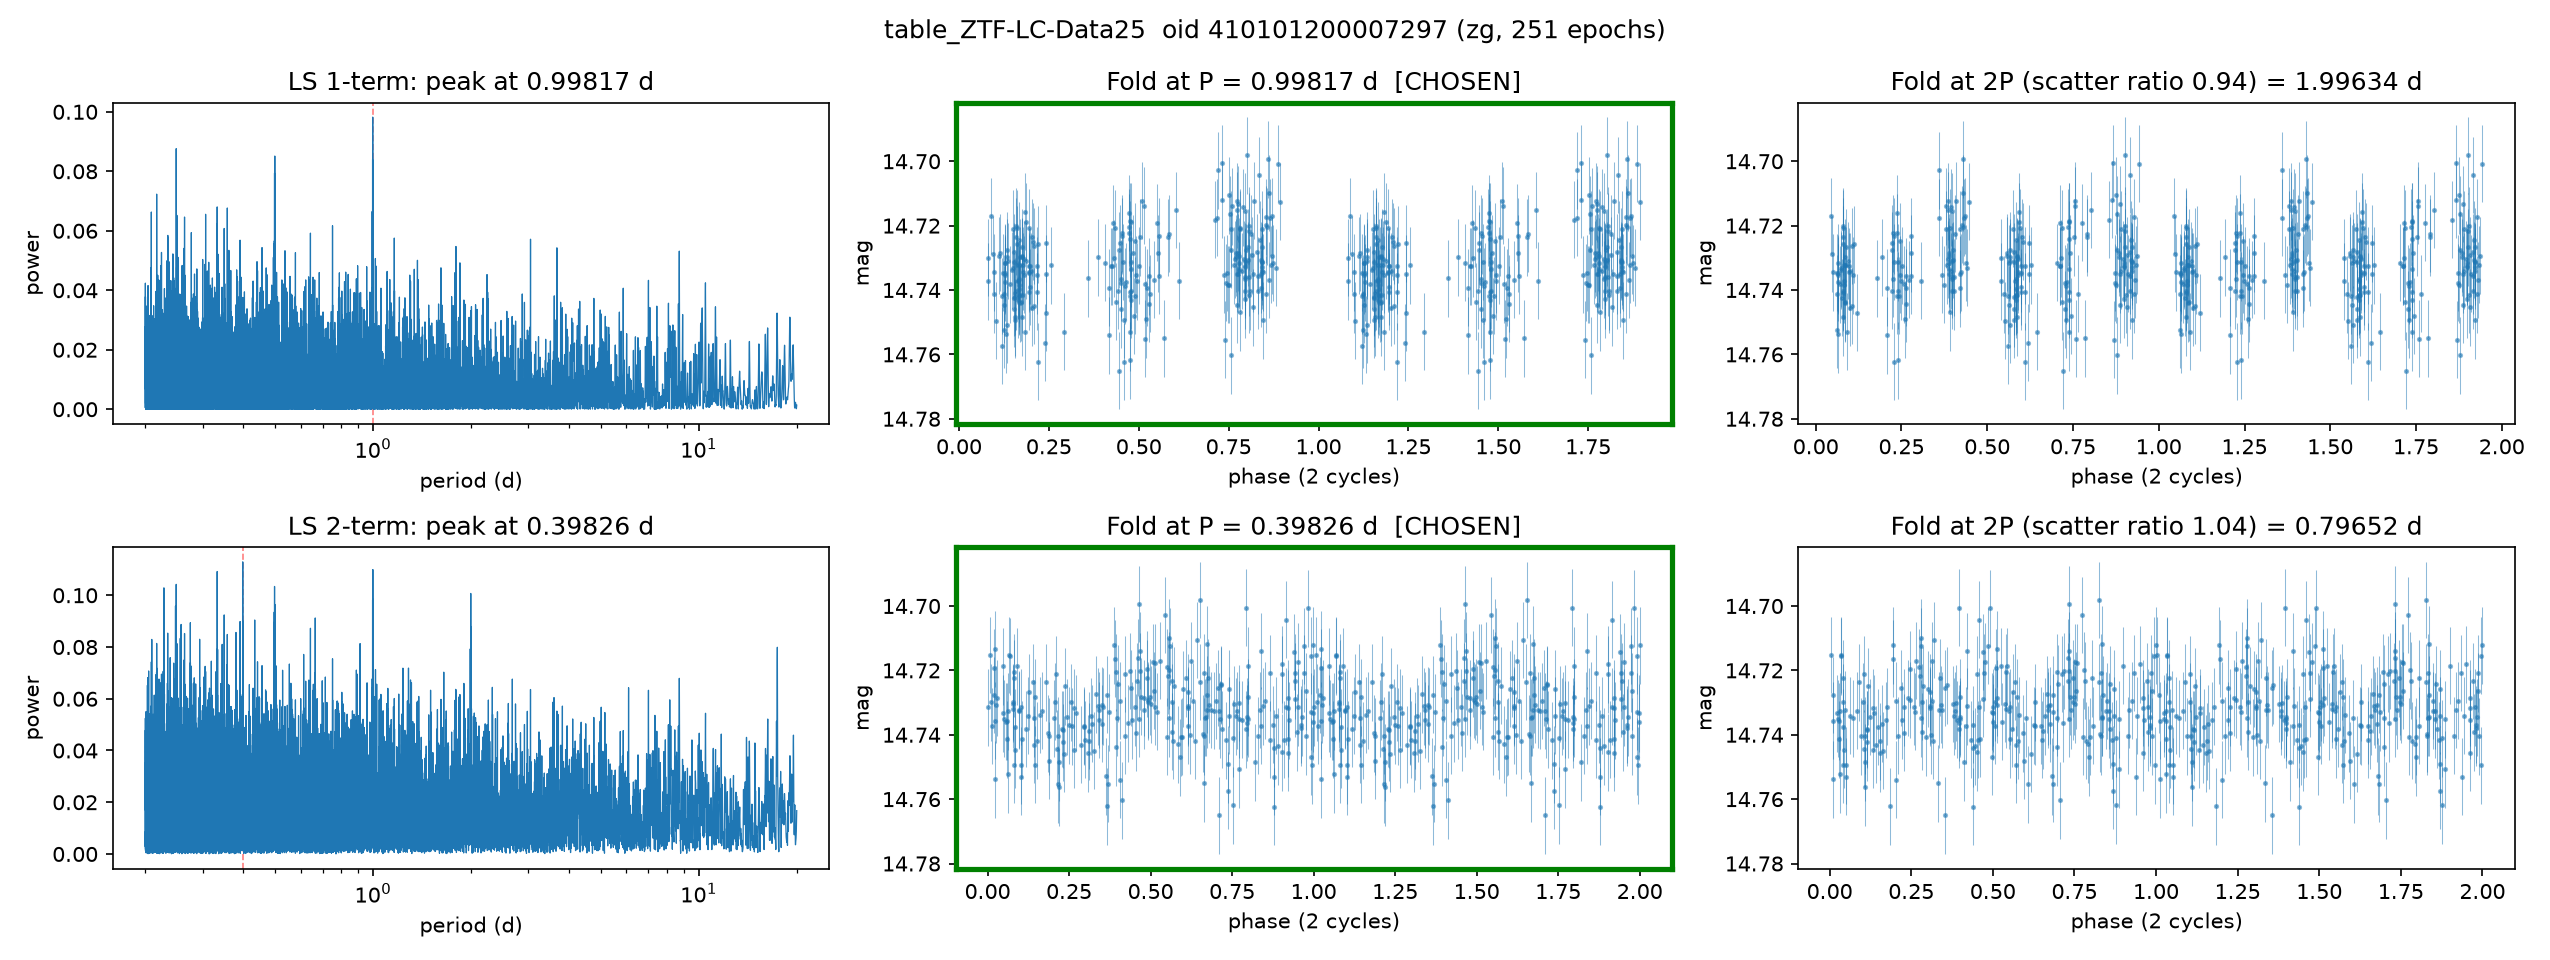 table_ZTF-LC-Data25  oid 410101200007297 (zg, 251 epochs)
LS 1-term: peak at 0.99817 d
0.10
0.08
0.06
0.04
0.02
0.00
power
10⁰
10¹
period (d)
Fold at P = 0.99817 d  [CHOSEN]
14.70
14.72
14.74
14.76
14.78
mag
0.00 0.25 0.50 0.75 1.00 1.25 1.50 1.75
phase (2 cycles)
Fold at 2P (scatter ratio 0.94) = 1.99634 d
14.70
14.72
14.74
14.76
14.78
mag
0.00 0.25 0.50 0.75 1.00 1.25 1.50 1.75 2.00
phase (2 cycles)
LS 2-term: peak at 0.39826 d
0.10
0.08
0.06
0.04
0.02
0.00
power
10⁰
10¹
period (d)
Fold at P = 0.39826 d  [CHOSEN]
14.70
14.72
14.74
14.76
14.78
mag
0.00 0.25 0.50 0.75 1.00 1.25 1.50 1.75 2.00
phase (2 cycles)
Fold at 2P (scatter ratio 1.04) = 0.79652 d
14.70
14.72
14.74
14.76
14.78
mag
0.00 0.25 0.50 0.75 1.00 1.25 1.50 1.75 2.00
phase (2 cycles)